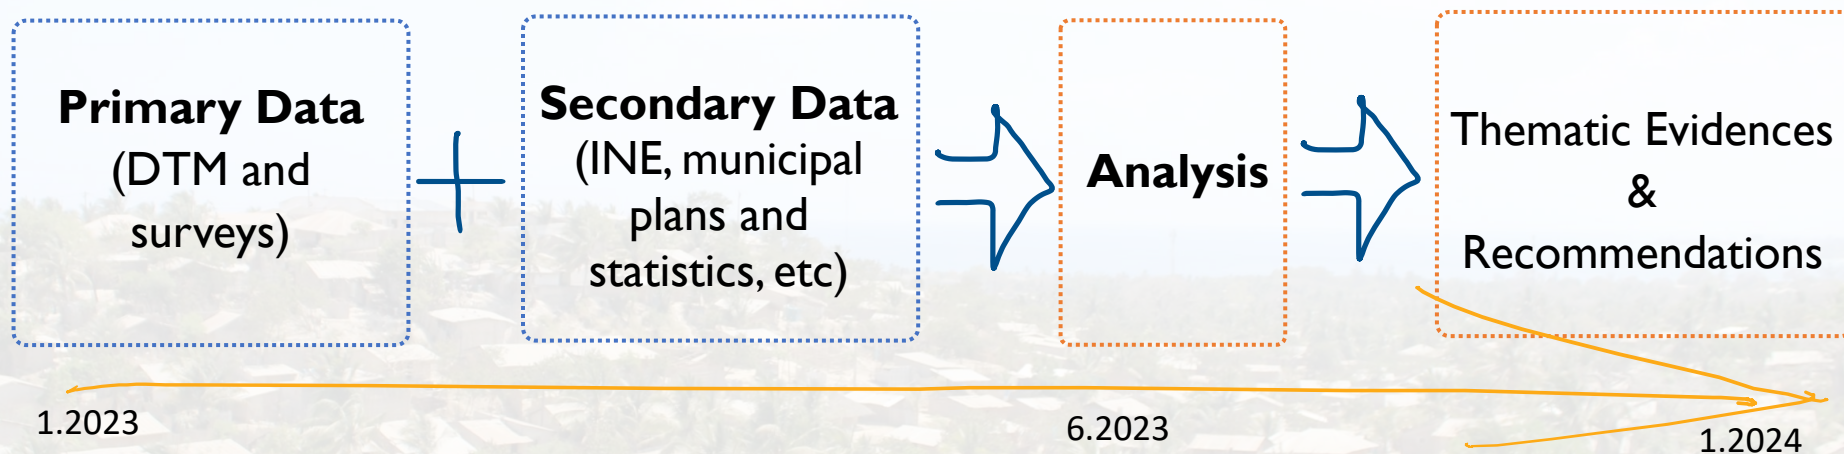 Primary Data
(DTM and
surveys)
Secondary Data
(INE, municipal
plans and
statistics, etc)
Analysis
Thematic Evidences
&
Recommendations
1.2023
6.2023
1.2024